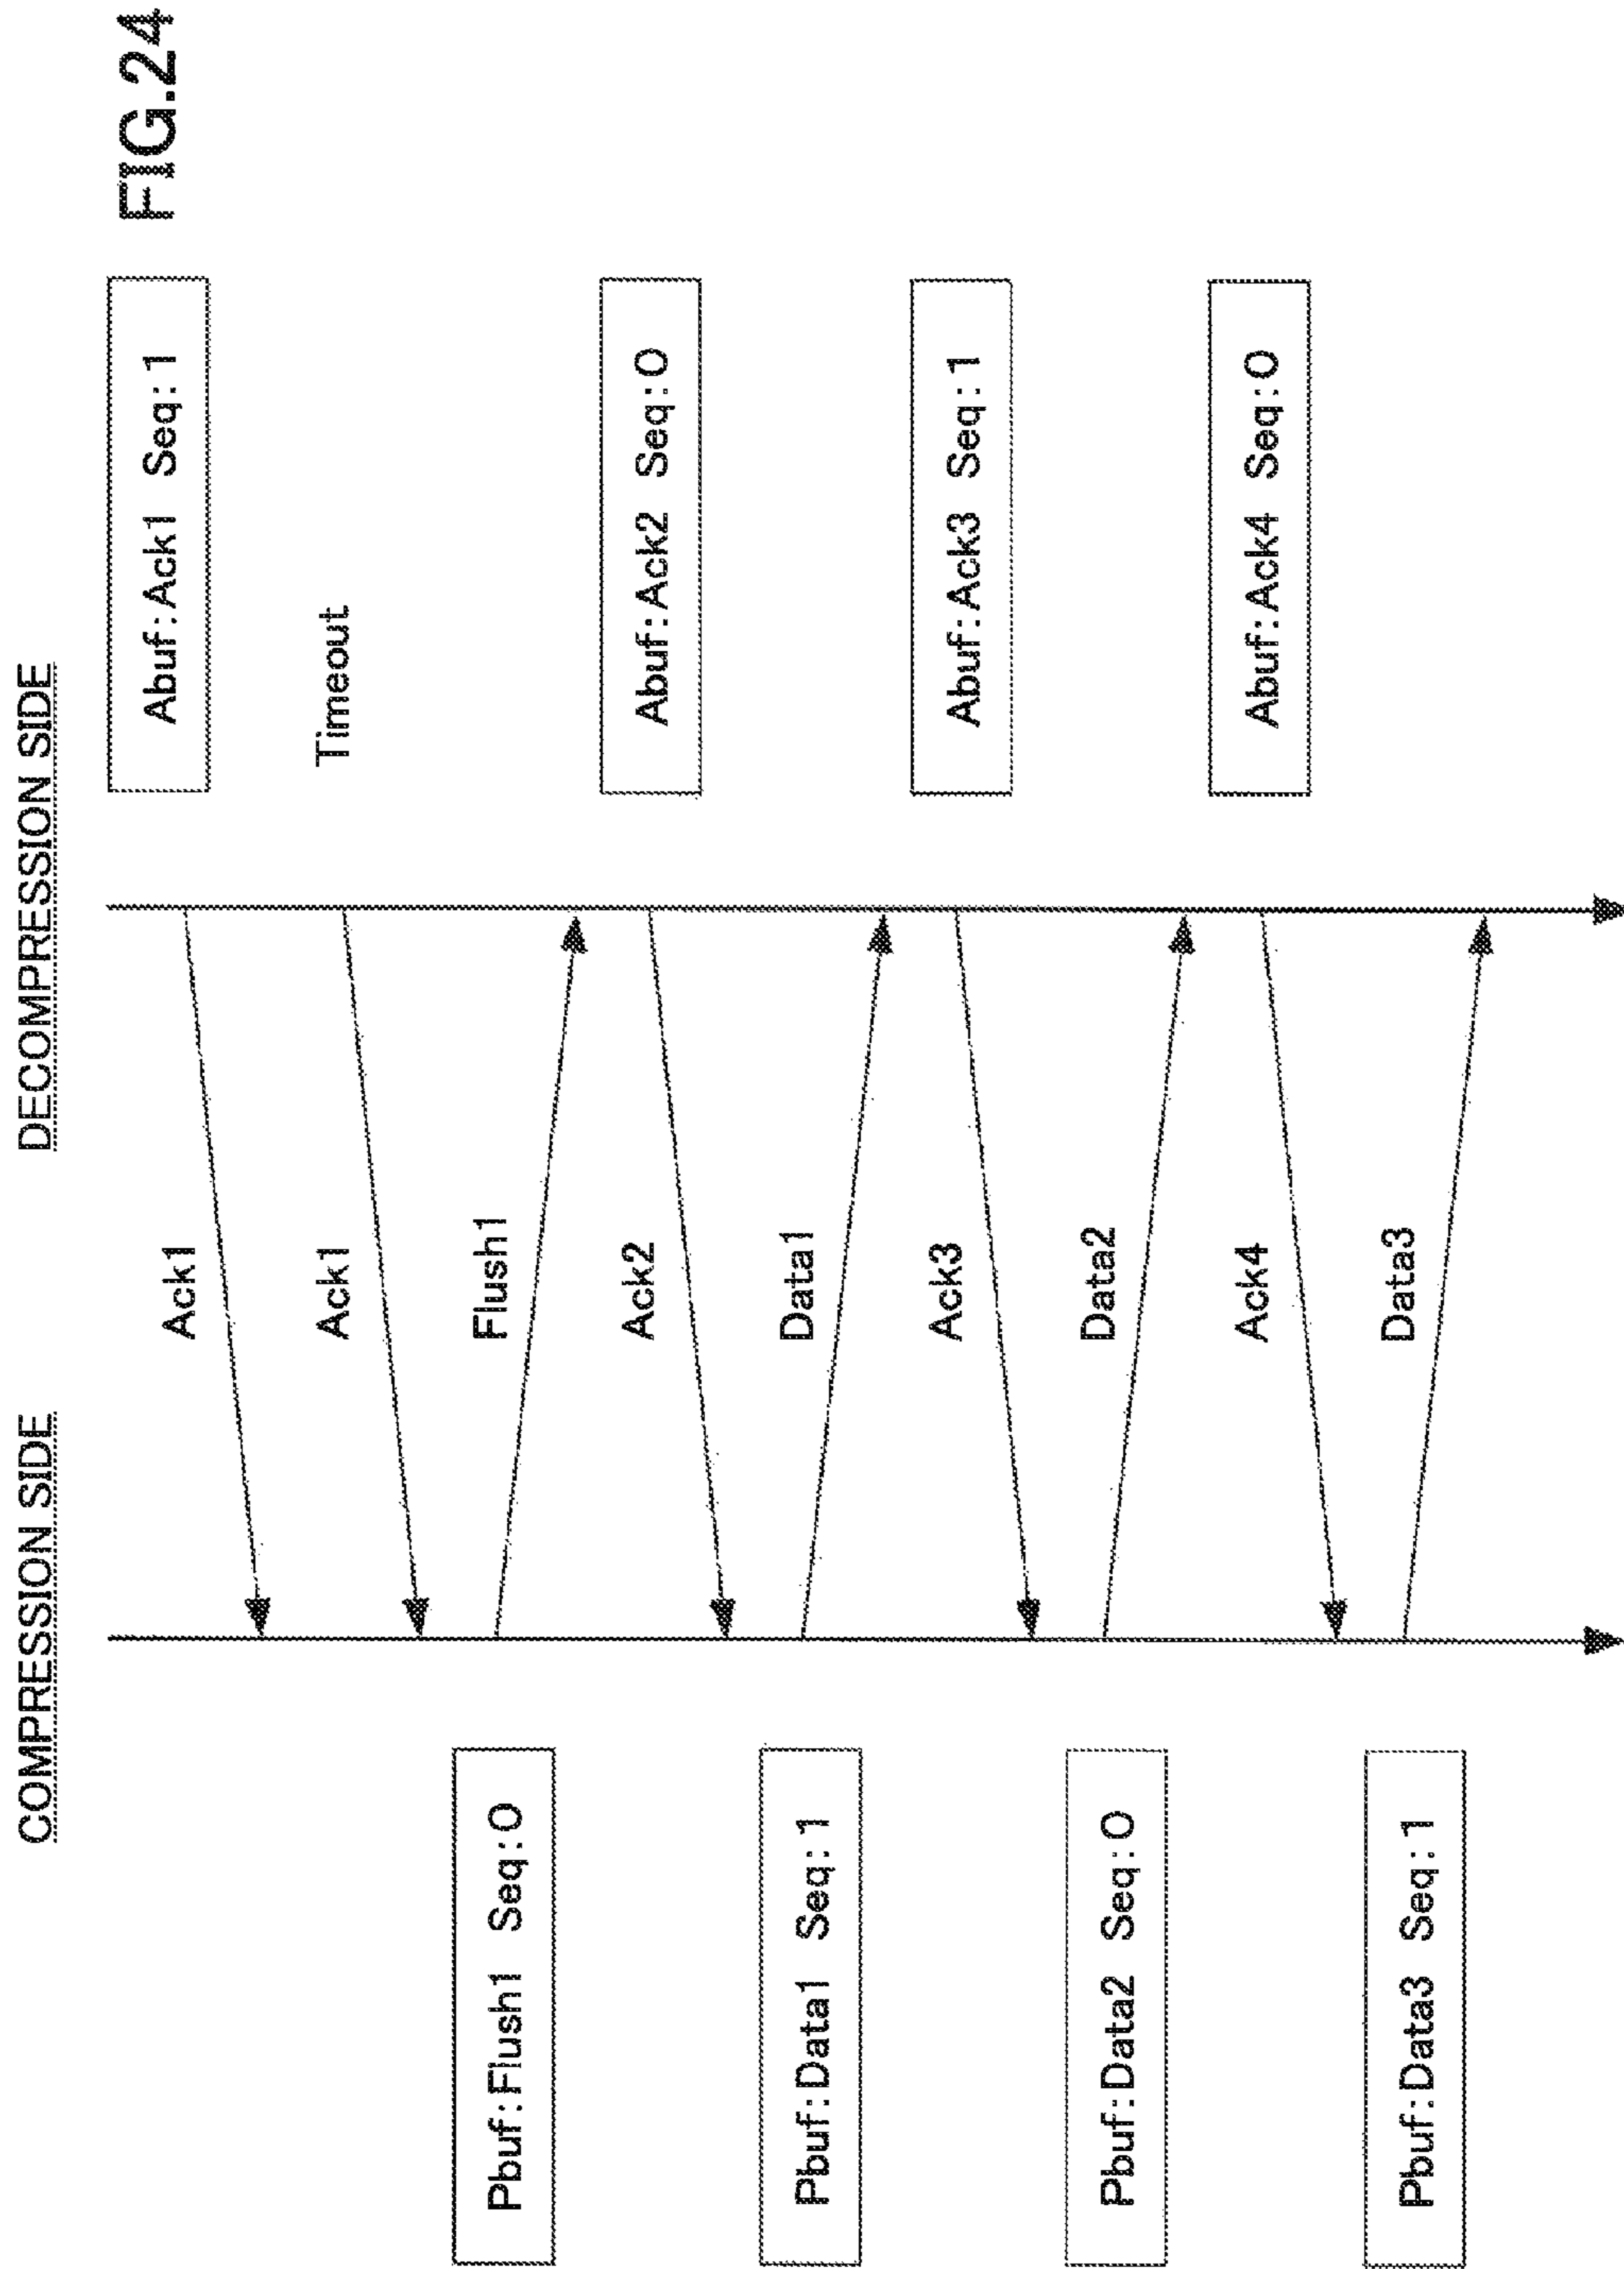 FIG.24
COMPRESSION SIDE
DECOMPRESSION SIDE
Abuf:Ack1 Seq:1
Ack1
Timeout
Ack1
Pbuf:Flush1 Seq:0
Flush1
Abuf:Ack2 Seq:0
Ack2
Pbuf:Data1 Seq:1
Data1
Abuf:Ack3 Seq:1
Ack3
Pbuf:Data2 Seq:0
Data2
Abuf:Ack4 Seq:0
Ack4
Pbuf:Data3 Seq:1
Data3